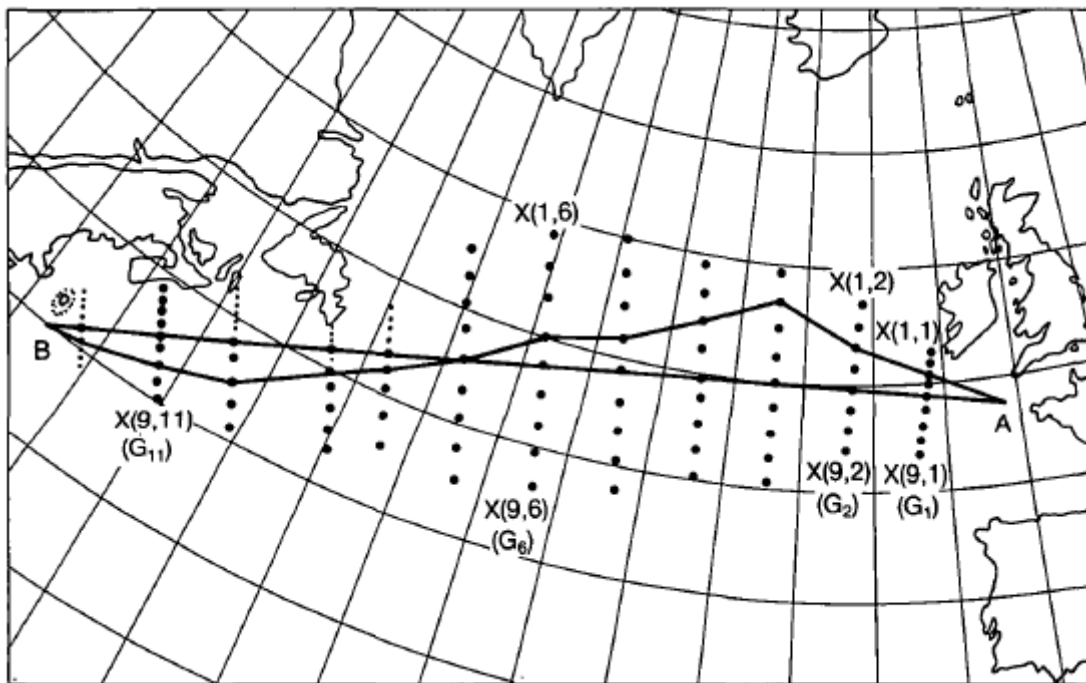 X(1,6)
X(1,2)
X(1,1)
B
A
X(9,11)
(G₁₁)
X(9,6)
(G₆)
X(9,2)
(G₂)
X(9,1)
(G₁)